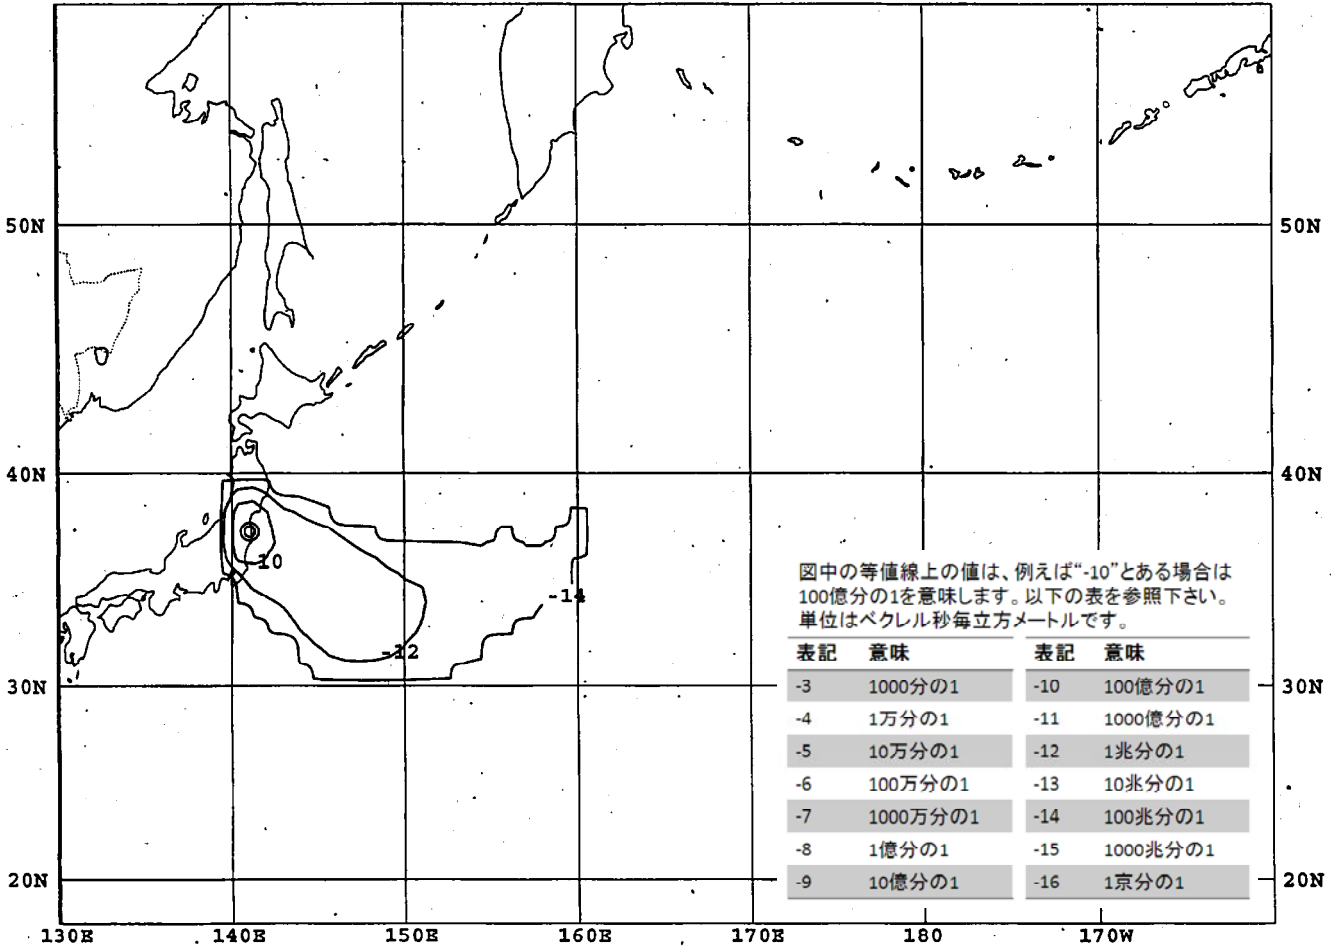 50N
50N
40N
40N
10
-14
-12
図中の等値線上の値は、例えば“-10”とある場合は
100億分の1を意味します。以下の表を参照下さい。
単位はベクレル秒毎立方メートルです。
表記 意味 表記 意味
-3 1000分の1 -10 100億分の1
-4 1万分の1 -11 1000億分の1
-5 10万分の1 -12 1兆分の1
-6 100万分の1 -13 10兆分の1
-7 1000万分の1 -14 100兆分の1
-8 1億分の1 -15 1000兆分の1
-9 10億分の1 -16 1京分の1
30N
30N
20N
20N
130E 140E 150E 160E 170E 180 170W